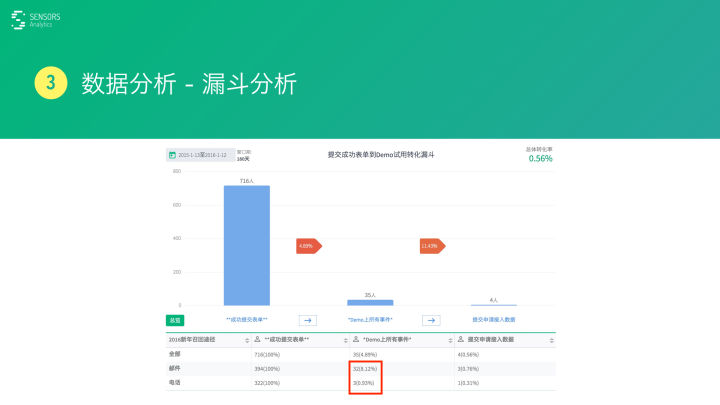 SENSORS
Analytics
3 数据分析 - 漏斗分析
2015-1-13至2016-1-12
窗口期:
180天
提交成功表单到Demo试用转化漏斗
总体转化率
0.56%
800
716人
600
400
4.89%
11.43%
200
35人
4人
0
总览
**成功提交表单**
*Demo上所有事件*
提交申请接入数据
2016新年召回途径 **成功提交表单** *Demo上所有事件* 提交申请接入数据
全部 716(100%) 35(4.89%) 4(0.56%)
邮件 394(100%) 32(8.12%) 3(0.76%)
电话 322(100%) 3(0.93%) 1(0.31%)